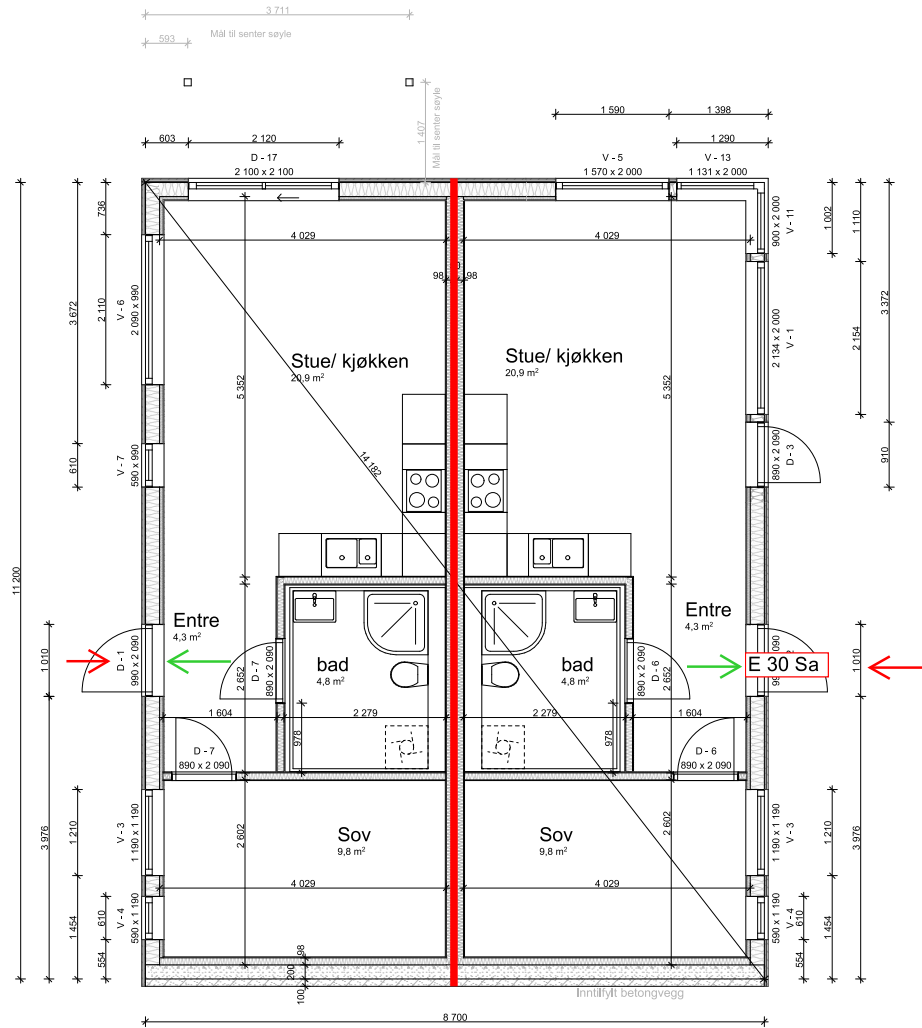 3 711
593
Mål til senter søyle
1 407
Mål til senter søyle
1 590
1 398
603
2 120
1 290
D - 17
2 100 x 2 100
V - 5
1 570 x 2 000
V - 13
1 131 x 2 000
736
3 672
2 110
V - 6
2 090 x 990
4 029
98
98
4 029
900 x 2 000
V - 11
1 002
1 110
Stue/ kjøkken
20,9 m²
5 352
Stue/ kjøkken
20,9 m²
5 352
2 134 x 2 000
V - 1
2 154
3 372
610
V - 7
590 x 990
14 182
890 x 2 090
D - 3
910
11 200
11 200
Entre
4,3 m²
Entre
4,3 m²
1 010
D - 1
990 x 2 090
2 652
D - 7
890 x 2 090
bad
4,8 m²
bad
4,8 m²
890 x 2 090
D - 6
2 652
E 30 Sa
1 010
1 604
2 279
978
2 279
978
1 604
D - 7
890 x 2 090
D - 6
890 x 2 090
3 976
1 210
V - 3
1 190 x 1 190
2 602
Sov
9,8 m²
Sov
9,8 m²
2 602
1 190 x 1 190
V - 3
1 210
3 976
4 029
4 029
1 454
610
554
V - 4
590 x 1 190
590 x 1 190
V - 4
610
554
1 454
98
200
100
Inntilfylt betongvegg
8 700